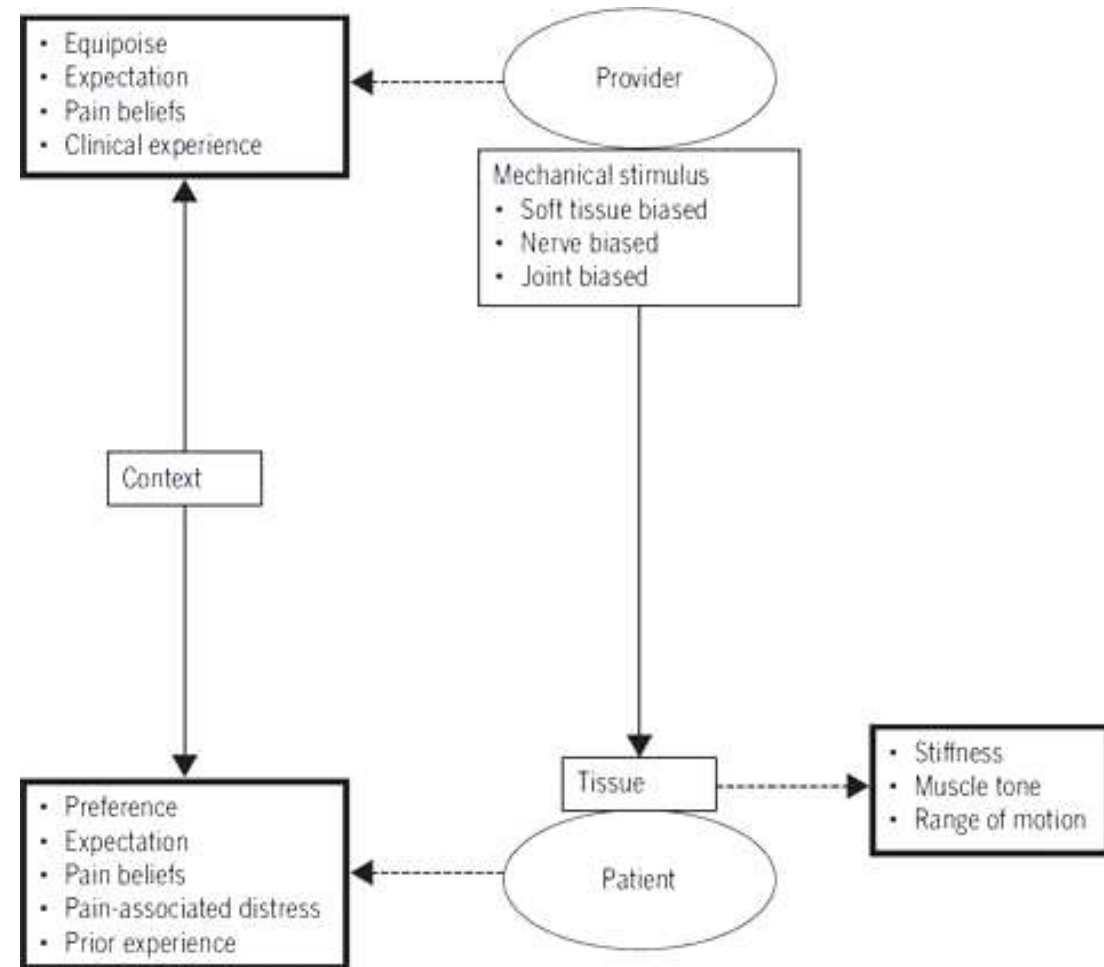 • Equipoise
• Expectation
• Pain beliefs
• Clinical experience
Provider
Mechanical stimulus
• Soft tissue biased
• Nerve biased
• Joint biased
Context
Tissue
• Stiffness
• Muscle tone
• Range of motion
• Preference
• Expectation
• Pain beliefs
• Pain-associated distress
• Prior experience
Patient